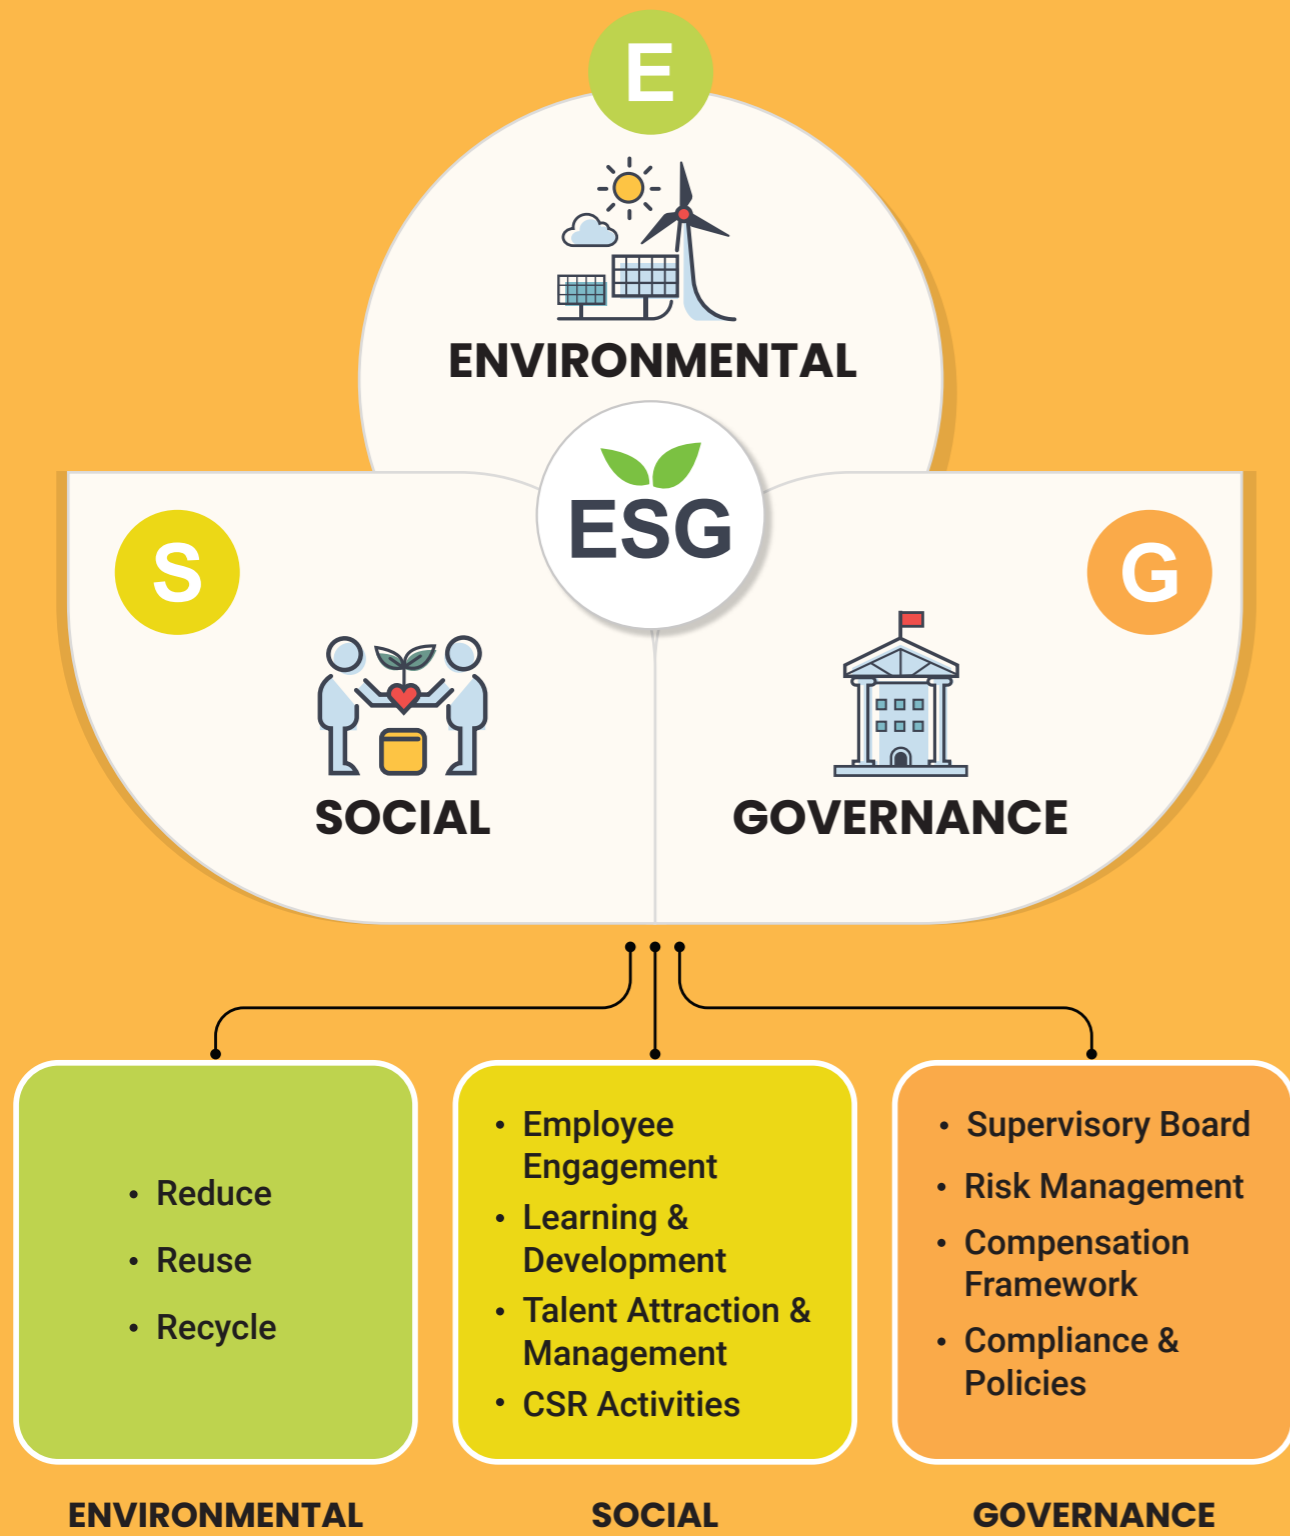 E
ENVIRONMENTAL
ESG
S
G
SOCIAL
GOVERNANCE
• Reduce
• Reuse
• Recycle
• Employee
Engagement
• Learning &
Development
• Talent Attraction &
Management
• CSR Activities
• Supervisory Board
• Risk Management
• Compensation
Framework
• Compliance &
Policies
ENVIRONMENTAL
SOCIAL
GOVERNANCE